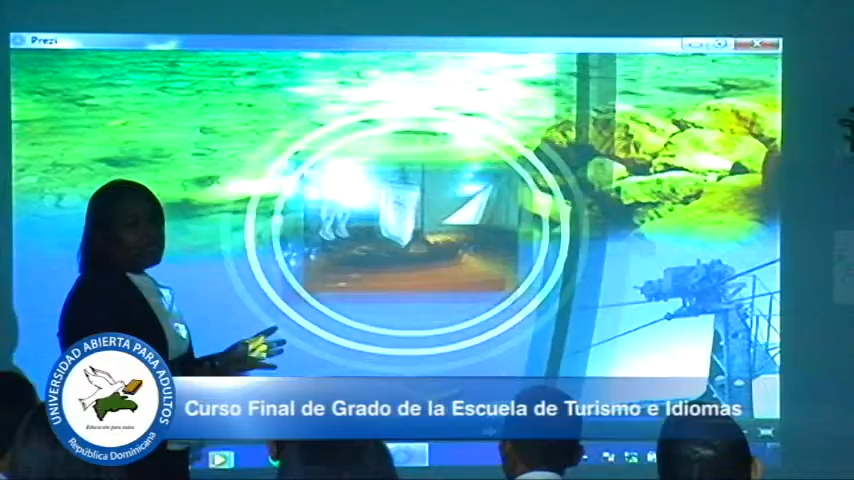 Prezi
UNIVERSIDAD ABIERTA PARA ADULTOS
Educación para todos
República Dominicana
Curso Final de Grado de la Escuela de Turismo e Idiomas